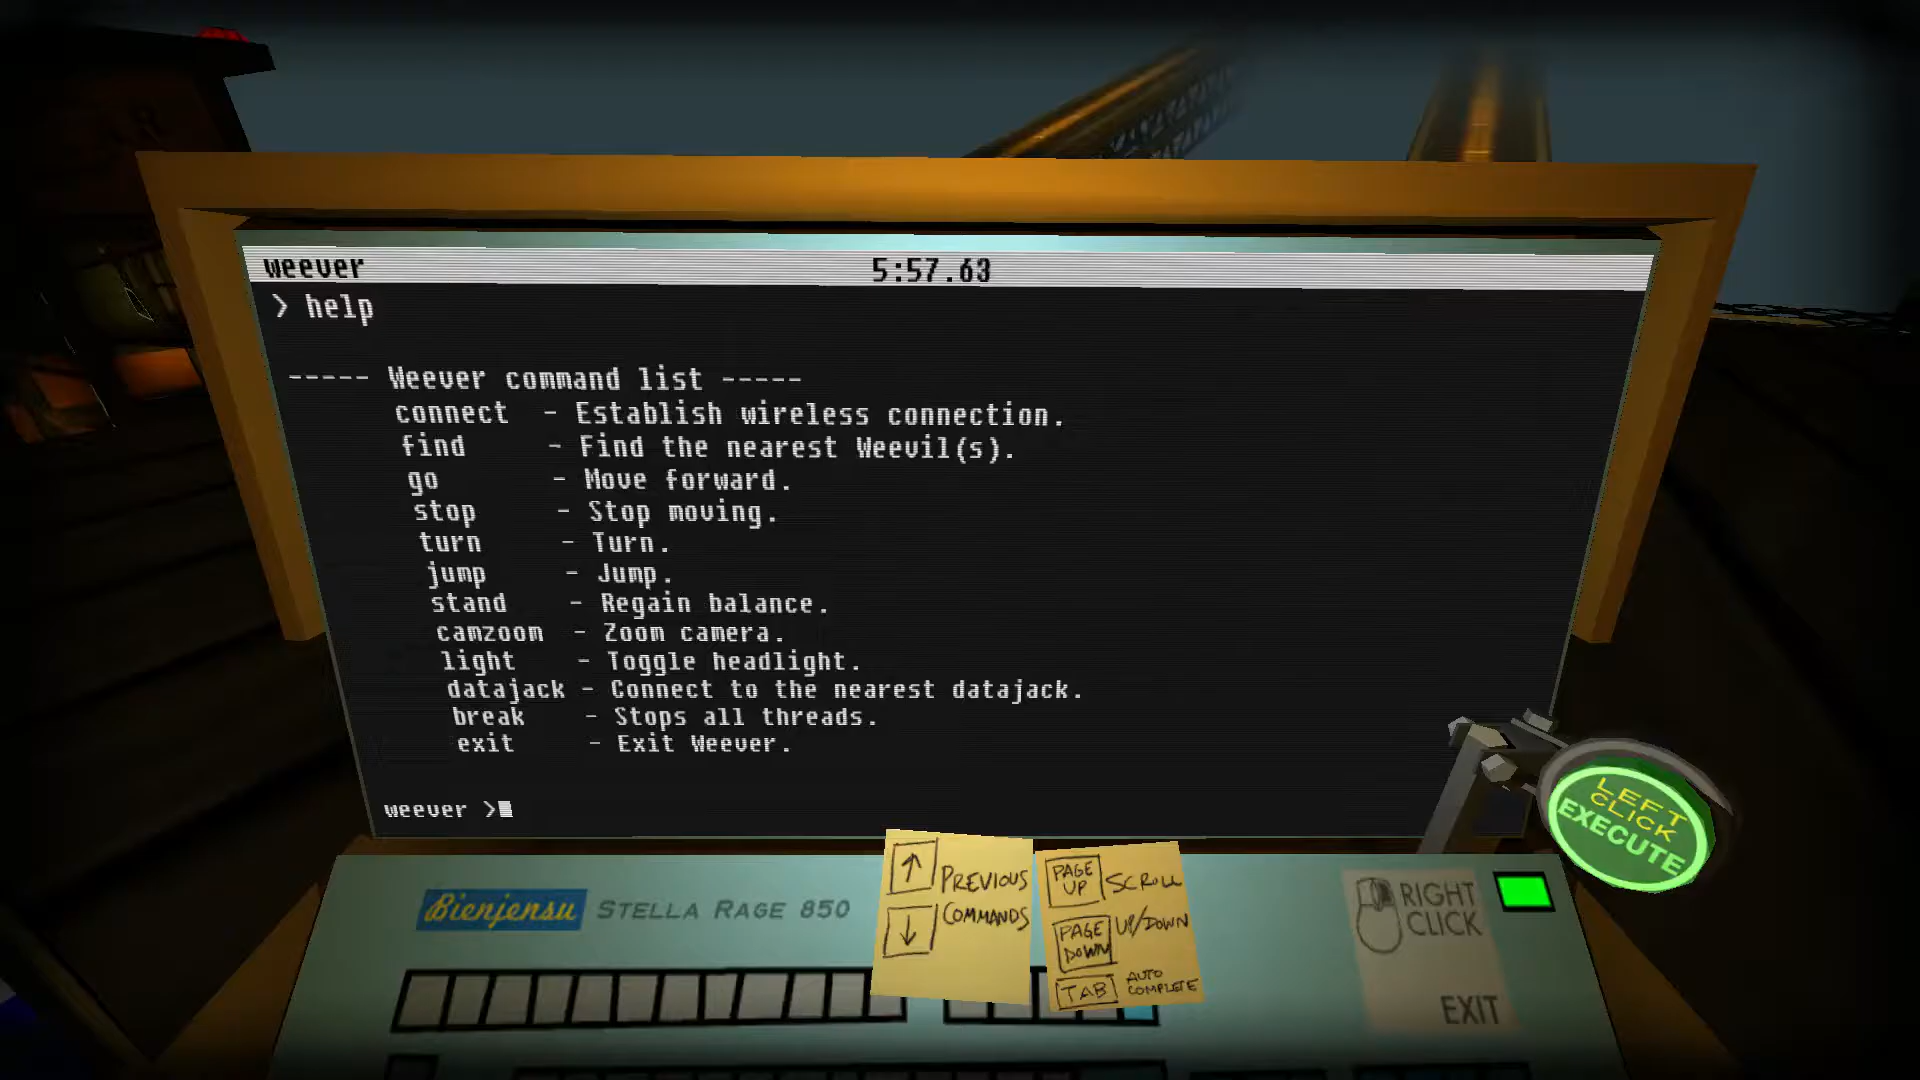 weever 5:57.63
> help
----- Weever command list -----
connect - Establish wireless connection.
find - Find the nearest Weevil(s).
go - Move forward.
stop - Stop moving.
turn - Turn.
jump - Jump.
stand - Regain balance.
camzoom - Zoom camera.
light - Toggle headlight.
datajack - Connect to the nearest datajack.
break - Stops all threads.
exit - Exit Weever.
weever >
LEFT
CLICK
EXECUTE
Bienjensu STELLA RAGE 850
↑ PREVIOUS
↓ COMMANDS
PAGE UP SCROLL
PAGE DOWN UP/DOWN
TAB AUTO COMPLETE
RIGHT
CLICK
EXIT